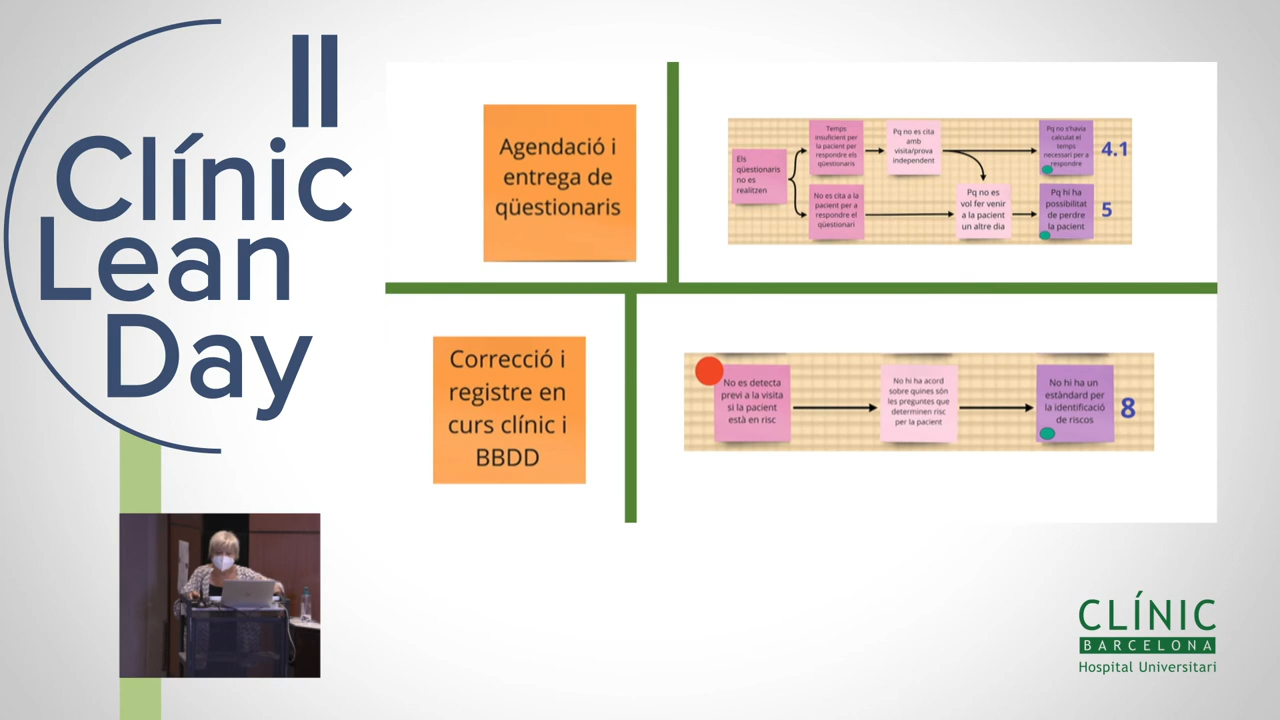 II
Clínic
Lean
Day
Agendació i
entrega de
qüestionaris
Els
qüestionaris
no es
realitzen
Temps
insuficient per
la pacient per
respondre els
qüestionaris
Pq no es cita
amb
visita/prova
independent
Pq no s'havia
calculat el
temps
necessari per a
respondre
4.1
No es cita a la
pacient per a
respondre el
qüestionari
Pq no es
vol fer venir
a la pacient
un altre dia
Pq hi ha
possibilitat
de perdre
la pacient
5
Correcció i
registre en
curs clínic i
BBDD
No es detecta
previ a la visita
si la pacient
està en risc
No hi ha acord
sobre quines són
les preguntes que
determinen risc
per la pacient
No hi ha un
estàndard per
la identificació
de riscos
8
CLÍNIC
BARCELONA
Hospital Universitari